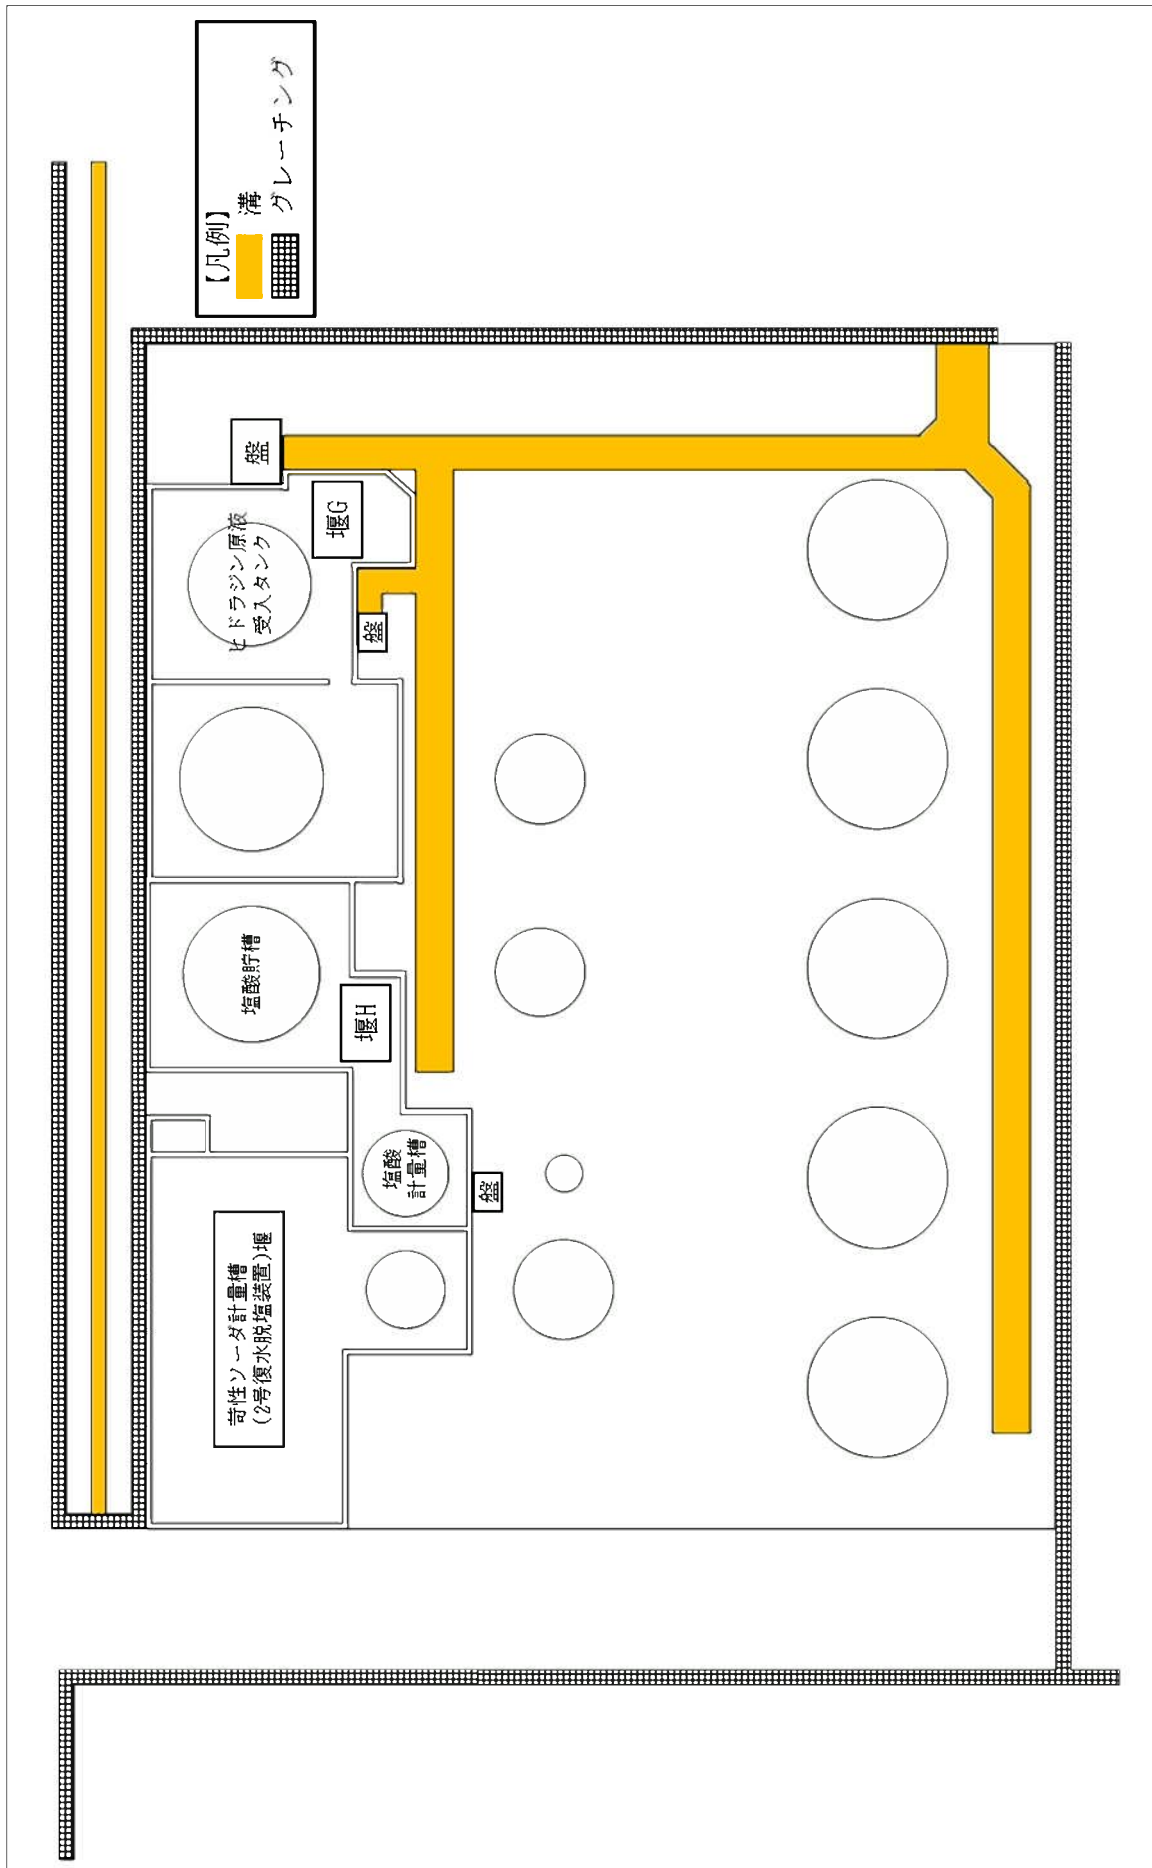 【凡例】
溝
グレーチング
盤
堰G
ヒドラジン原液
受入タンク
盤
塩酸貯槽
堰H
塩酸
計量槽
盤
苛性ソーダ計量槽
(2号復水脱塩装置)堰